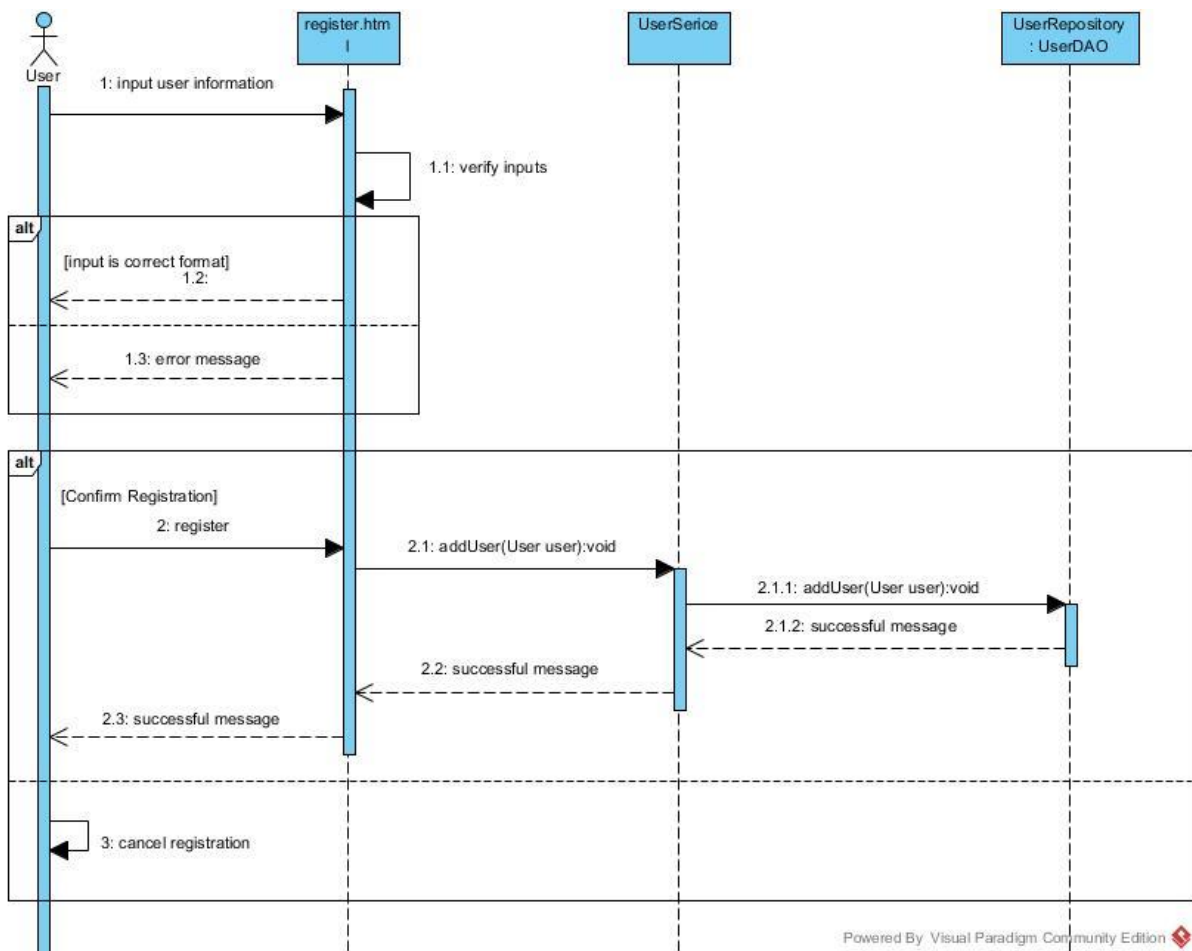 User
register.htm
l
UserSerice
UserRepository
: UserDAO
1: input user information
1.1: verify inputs
alt
[input is correct format]
1.2:
1.3: error message
alt
[Confirm Registration]
2: register
2.1: addUser(User user):void
2.1.1: addUser(User user):void
2.1.2: successful message
2.2: successful message
2.3: successful message
3: cancel registration
Powered By Visual Paradigm Community Edition